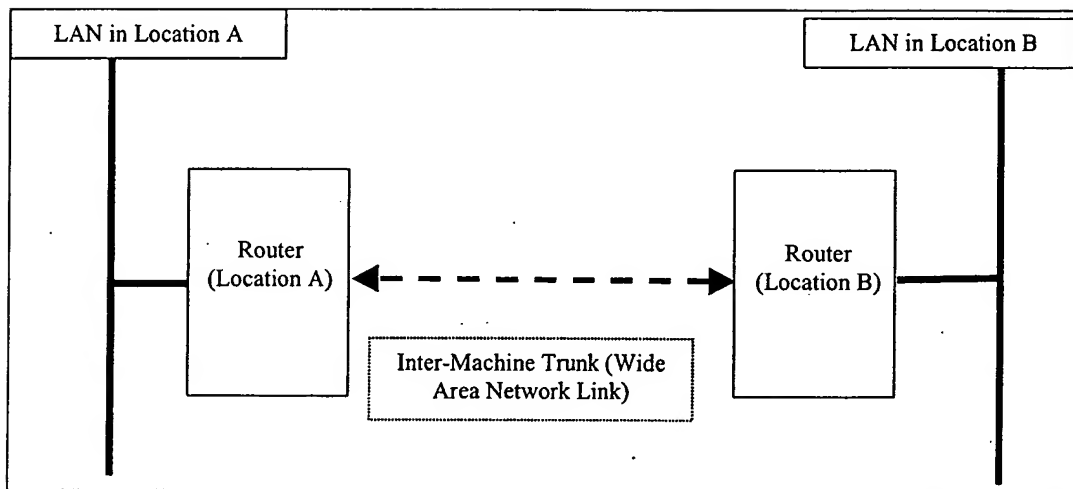 LAN in Location A
LAN in Location B
Router
(Location A)
Router
(Location B)
Inter-Machine Trunk (Wide
Area Network Link)